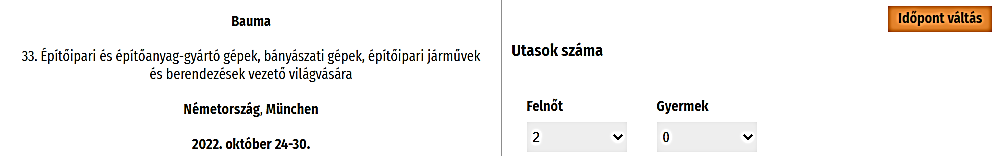 Bauma
33. Építőipari és építőanyag-gyártó gépek, bányászati gépek, építőipari járművek
és berendezések vezető világvására
Németország, München
2022. október 24-30.
Időpont váltás
Utasok száma
Felnőt
Gyermek
2
0